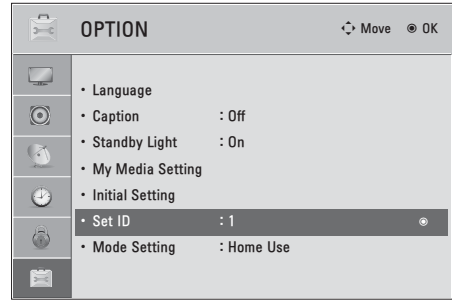 OPTION Move OK
• Language
• Caption : Off
• Standby Light : On
• My Media Setting
• Initial Setting
• Set ID : 1
• Mode Setting : Home Use